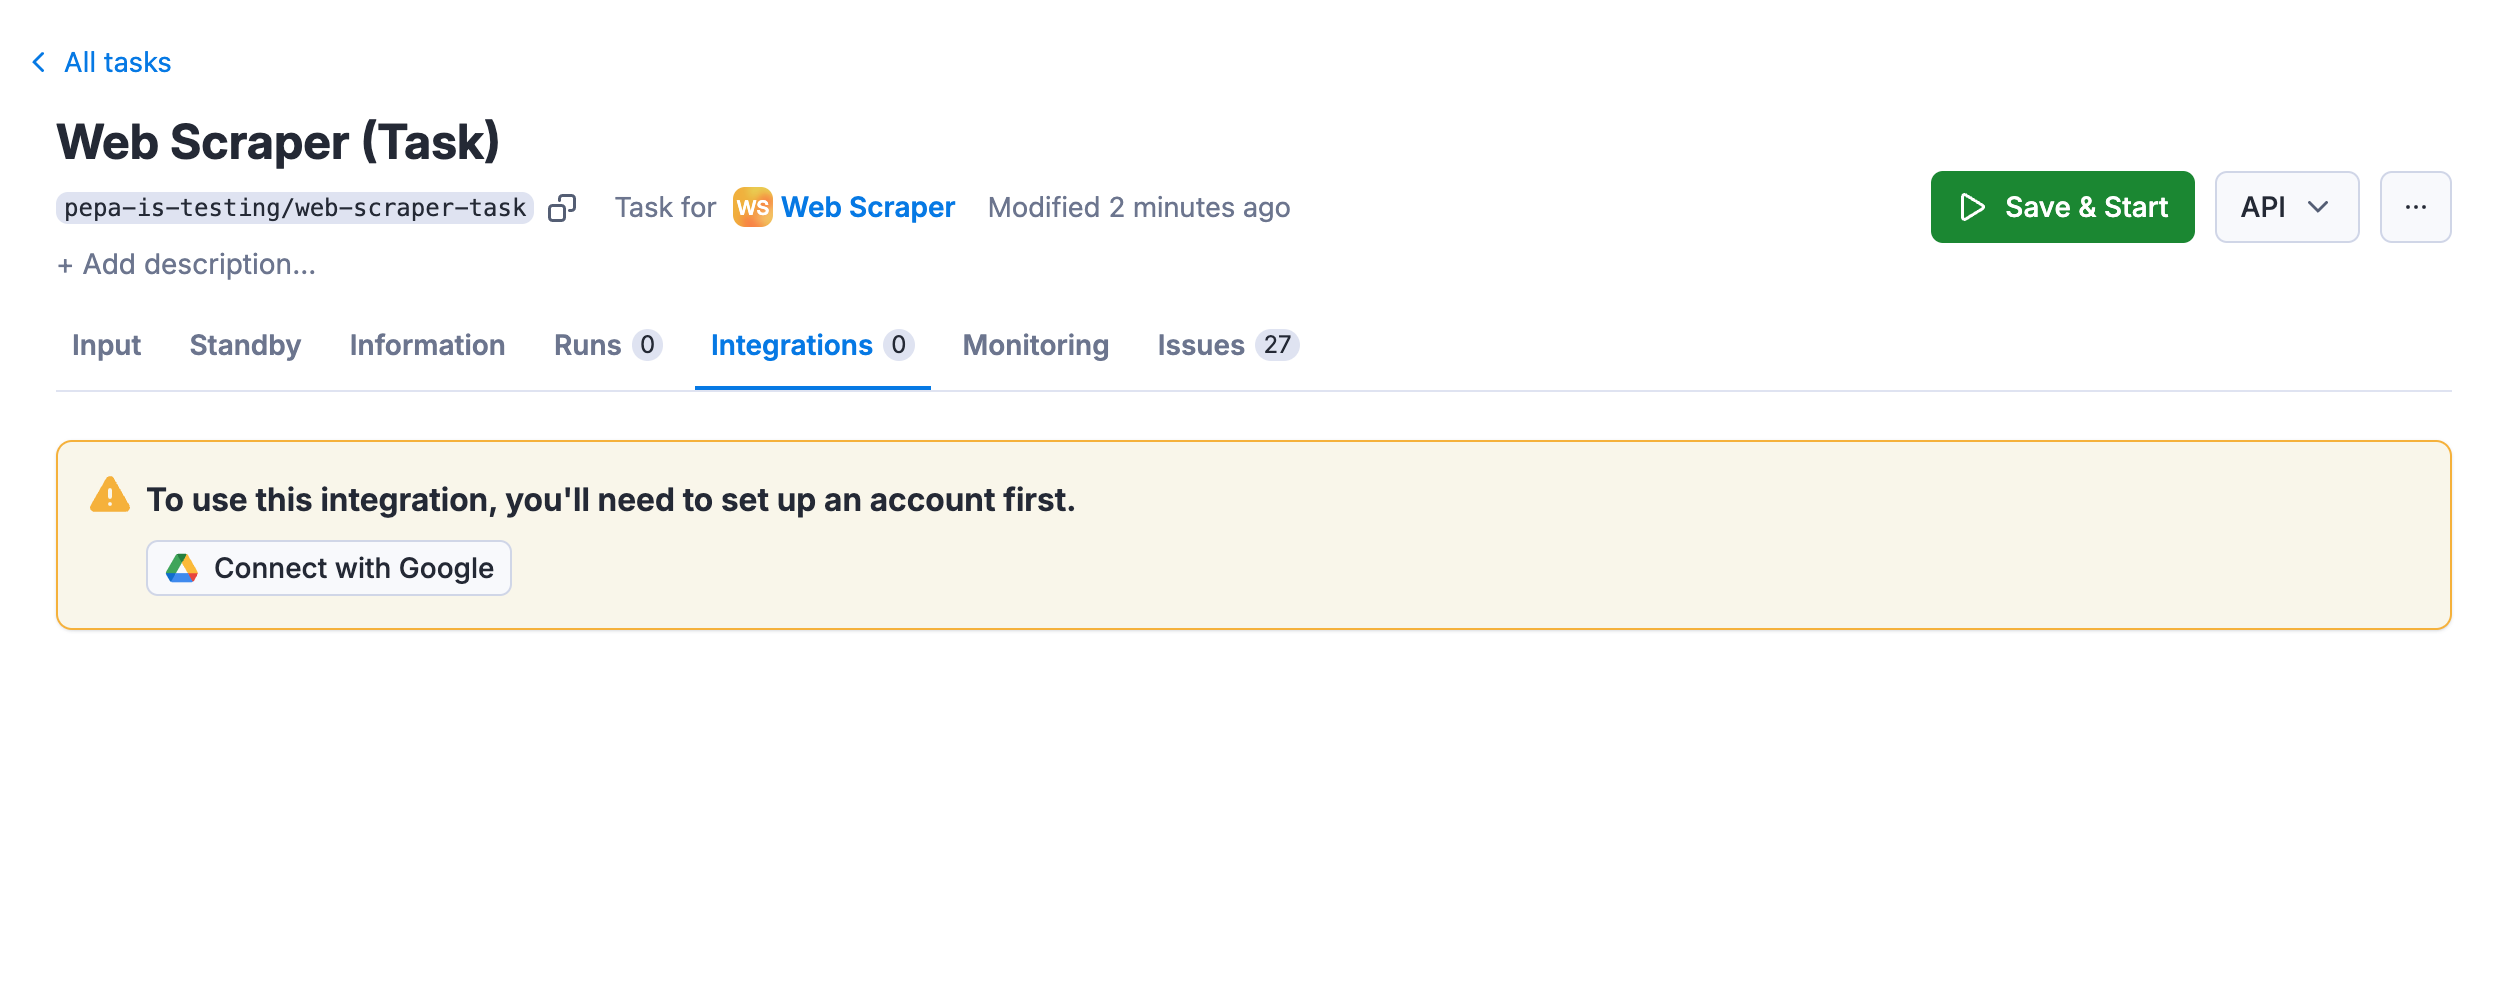 All tasks
Web Scraper (Task)
pepa-is-testing/web-scraper-task Task for WS Web Scraper Modified 2 minutes ago Save & Start API ...
+ Add description...
Input Standby Information Runs 0 Integrations 0 Monitoring Issues 27
To use this integration, you'll need to set up an account first.
Connect with Google